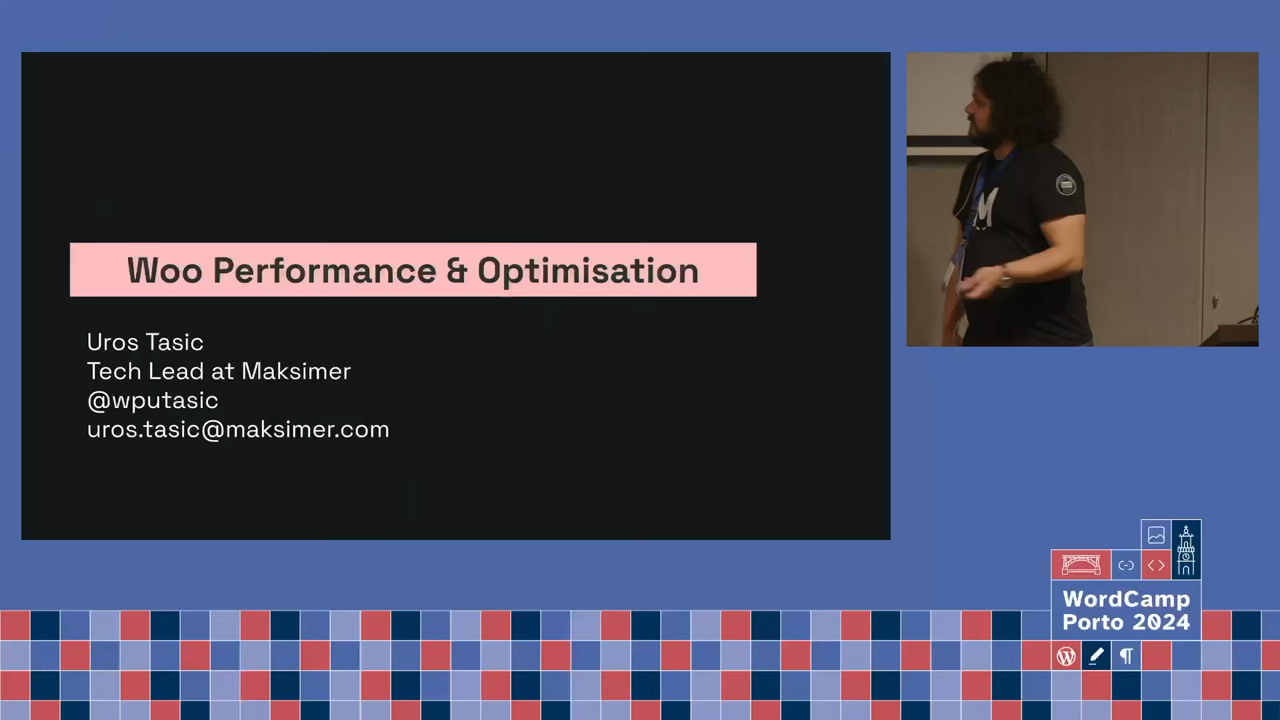 Woo Performance & Optimisation
Uros Tasic
Tech Lead at Maksimer
@wputasic
uros.tasic@maksimer.com
M
WordCamp
Porto 2024